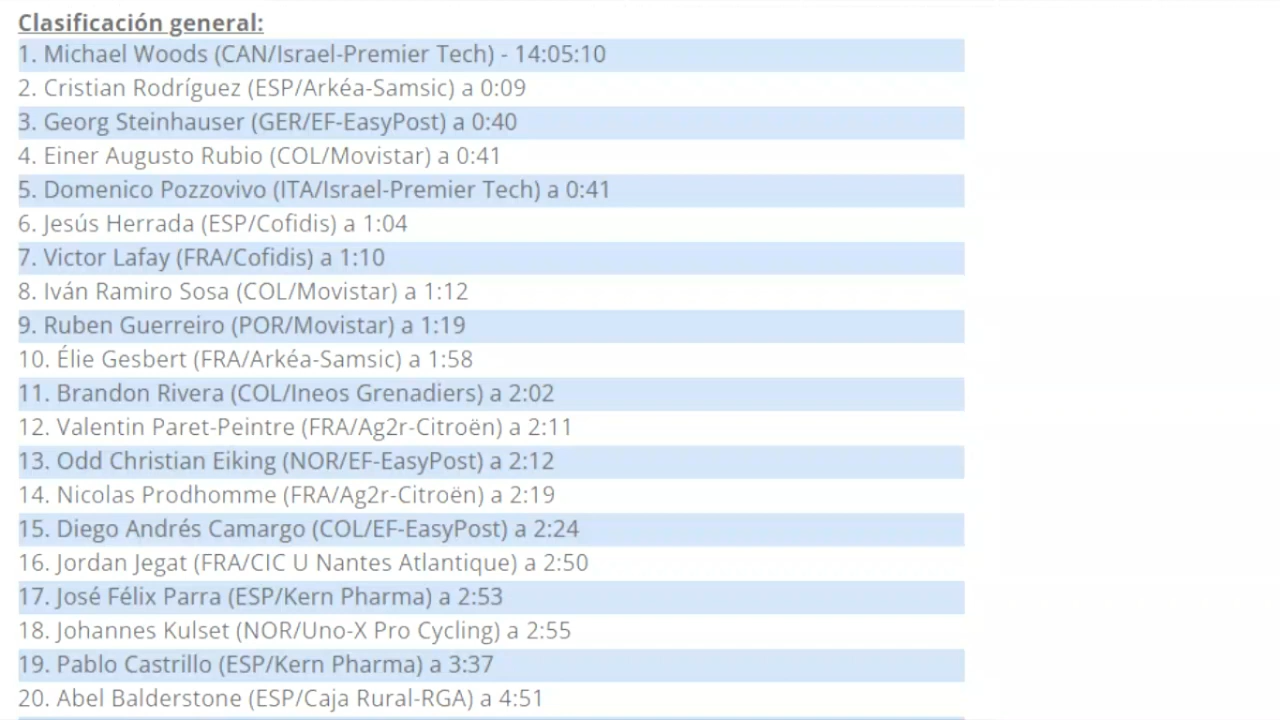 Clasificación general:
1. Michael Woods (CAN/Israel-Premier Tech) - 14:05:10
2. Cristian Rodríguez (ESP/Arkéa-Samsic) a 0:09
3. Georg Steinhauser (GER/EF-EasyPost) a 0:40
4. Einer Augusto Rubio (COL/Movistar) a 0:41
5. Domenico Pozzovivo (ITA/Israel-Premier Tech) a 0:41
6. Jesús Herrada (ESP/Cofidis) a 1:04
7. Victor Lafay (FRA/Cofidis) a 1:10
8. Iván Ramiro Sosa (COL/Movistar) a 1:12
9. Ruben Guerreiro (POR/Movistar) a 1:19
10. Élie Gesbert (FRA/Arkéa-Samsic) a 1:58
11. Brandon Rivera (COL/Ineos Grenadiers) a 2:02
12. Valentin Paret-Peintre (FRA/Ag2r-Citroën) a 2:11
13. Odd Christian Eiking (NOR/EF-EasyPost) a 2:12
14. Nicolas Prodhomme (FRA/Ag2r-Citroën) a 2:19
15. Diego Andrés Camargo (COL/EF-EasyPost) a 2:24
16. Jordan Jegat (FRA/CIC U Nantes Atlantique) a 2:50
17. José Félix Parra (ESP/Kern Pharma) a 2:53
18. Johannes Kulset (NOR/Uno-X Pro Cycling) a 2:55
19. Pablo Castrillo (ESP/Kern Pharma) a 3:37
20. Abel Balderstone (ESP/Caja Rural-RGA) a 4:51